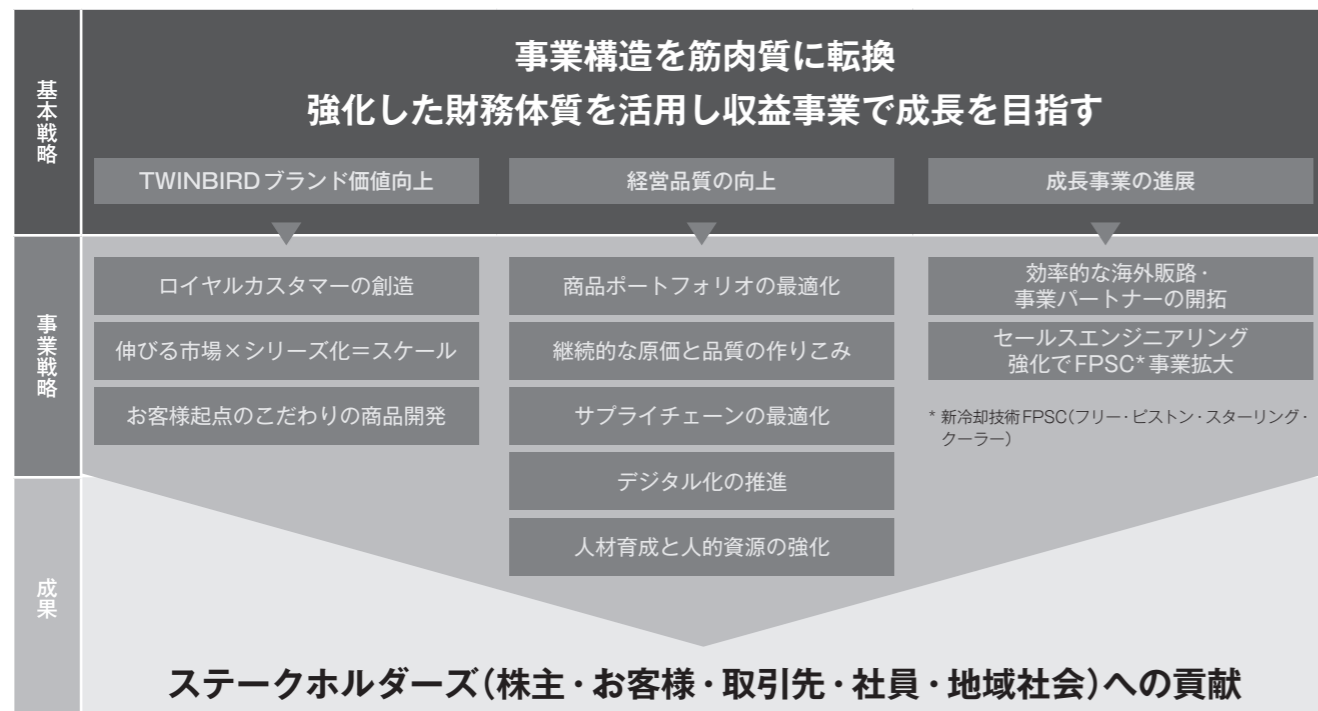 基本戦略
事業構造を筋肉質に転換
強化した財務体質を活用し収益事業で成長を目指す
TWINBIRDブランド価値向上
経営品質の向上
成長事業の進展
事業戦略
ロイヤルカスタマーの創造
伸びる市場×シリーズ化＝スケール
お客様起点のこだわりの商品開発
商品ポートフォリオの最適化
継続的な原価と品質の作りこみ
サプライチェーンの最適化
デジタル化の推進
人材育成と人的資源の強化
効率的な海外販路・
事業パートナーの開拓
セールスエンジニアリング
強化でFPSC*事業拡大
* 新冷却技術FPSC（フリー・ピストン・スターリング・
クーラー）
成果
ステークホルダーズ（株主・お客様・取引先・社員・地域社会）への貢献